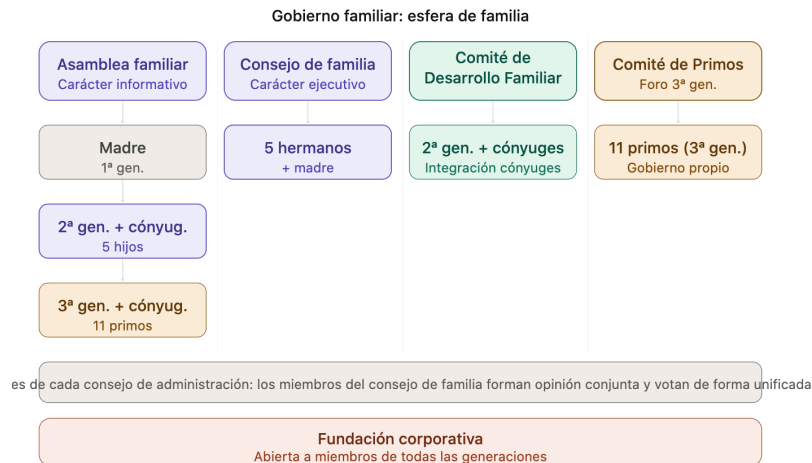 Gobierno familiar: esfera de familia
Asamblea familiar
Carácter informativo
Consejo de familia
Carácter ejecutivo
Comité de
Desarrollo Familiar
Comité de Primos
Foro 3ª gen.
Madre
1ª gen.
5 hermanos
+ madre
2ª gen. + cónyuges
Integración cónyuges
11 primos (3ª gen.)
Gobierno propio
2ª gen. + cónyug.
5 hijos
3ª gen. + cónyug.
11 primos
es de cada consejo de administración: los miembros del consejo de familia forman opinión conjunta y votan de forma unificada
Fundación corporativa
Abierta a miembros de todas las generaciones